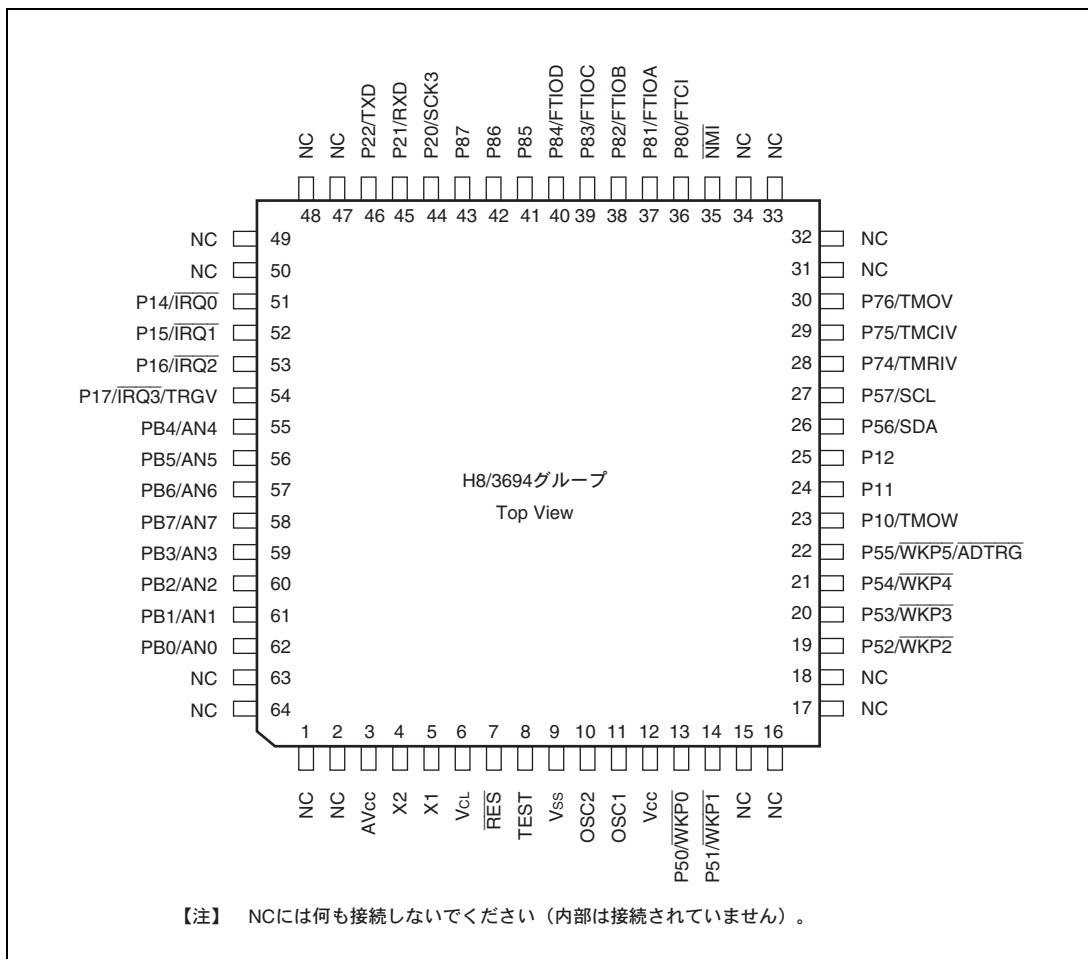 NC
NC
P22/TXD
P21/RXD
P20/SCK3
P87
P86
P85
P84/FTIOD
P83/FTIOC
P82/FTIOB
P81/FTIOA
P80/FTCI
NMI
NC
NC
48 47 46 45 44 43 42 41 40 39 38 37 36 35 34 33
NC 49
NC 50
P14/IRQ0 51
P15/IRQ1 52
P16/IRQ2 53
P17/IRQ3/TRGV 54
PB4/AN4 55
PB5/AN5 56
PB6/AN6 57
PB7/AN7 58
PB3/AN3 59
PB2/AN2 60
PB1/AN1 61
PB0/AN0 62
NC 63
NC 64
H8/3694グループ
Top View
32 NC
31 NC
30 P76/TMOV
29 P75/TMCIV
28 P74/TMRIV
27 P57/SCL
26 P56/SDA
25 P12
24 P11
23 P10/TMOW
22 P55/WKP5/ADTRG
21 P54/WKP4
20 P53/WKP3
19 P52/WKP2
18 NC
17 NC
1 2 3 4 5 6 7 8 9 10 11 12 13 14 15 16
NC
NC
AVcc
X2
X1
VCL
RES
TEST
Vss
OSC2
OSC1
Vcc
P50/WKP0
P51/WKP1
NC
NC
【注】 NCには何も接続しないでください（内部は接続されていません）。